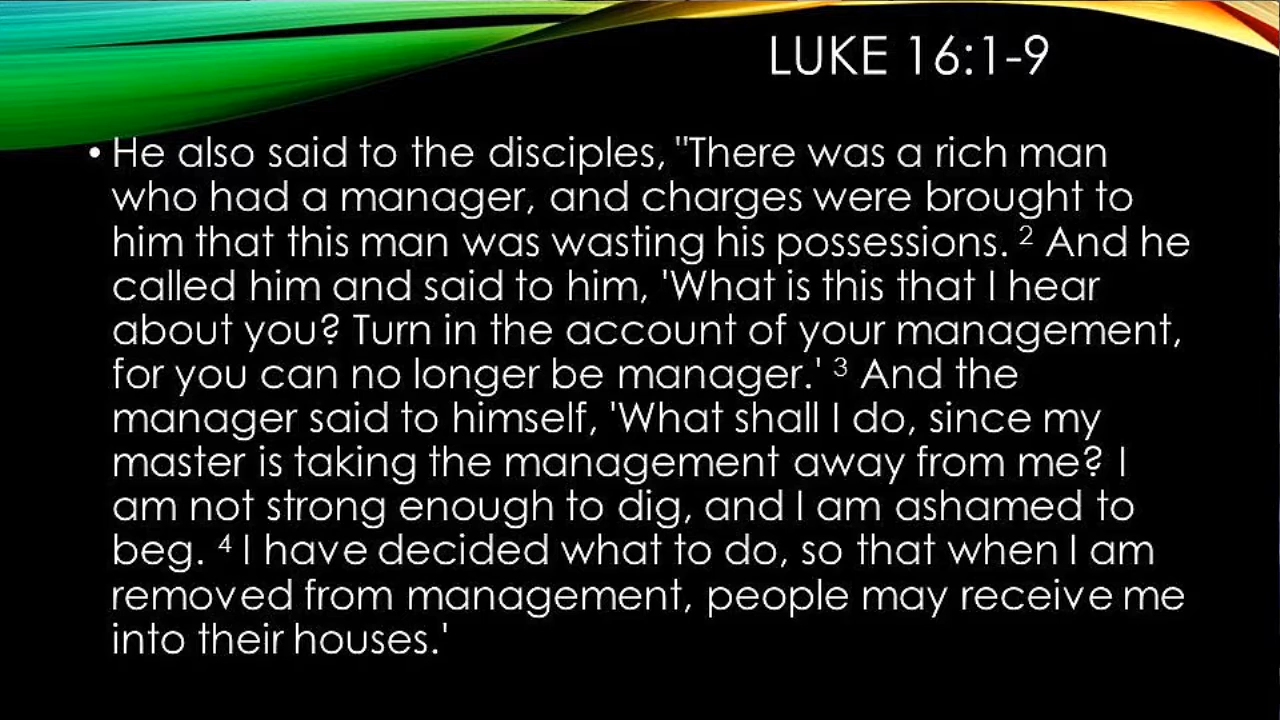 LUKE 16:1-9
• He also said to the disciples, "There was a rich man
who had a manager, and charges were brought to
him that this man was wasting his possessions. ² And he
called him and said to him, 'What is this that I hear
about you? Turn in the account of your management,
for you can no longer be manager.' ³ And the
manager said to himself, 'What shall I do, since my
master is taking the management away from me? I
am not strong enough to dig, and I am ashamed to
beg. ⁴ I have decided what to do, so that when I am
removed from management, people may receive me
into their houses.'